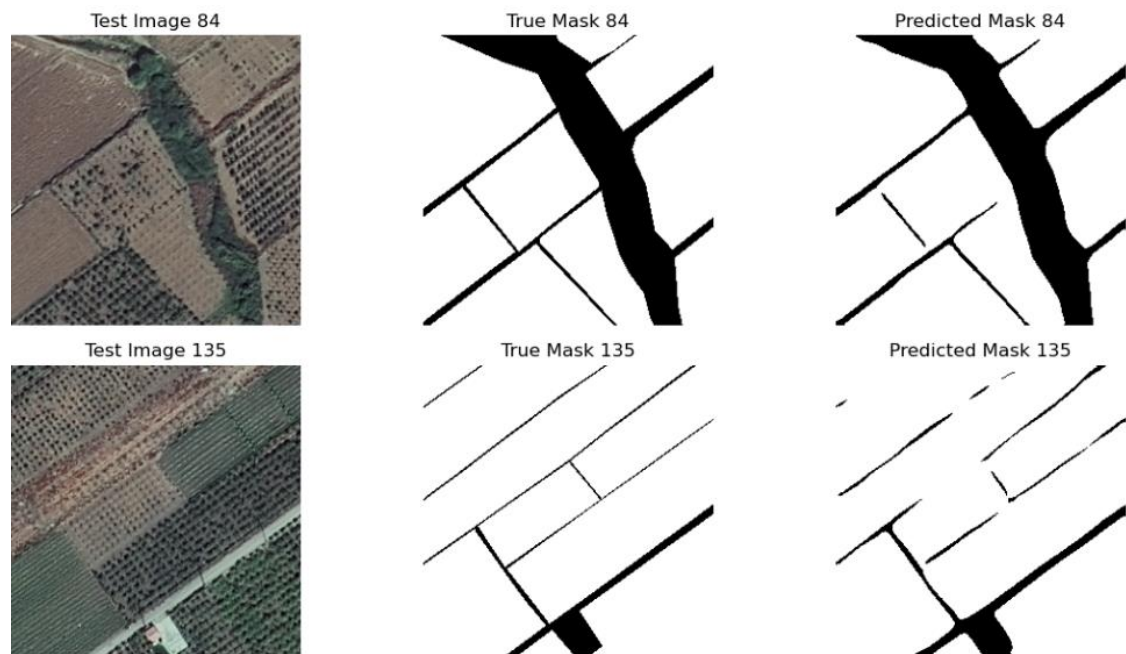 Test Image 84
True Mask 84
Predicted Mask 84
Test Image 135
True Mask 135
Predicted Mask 135